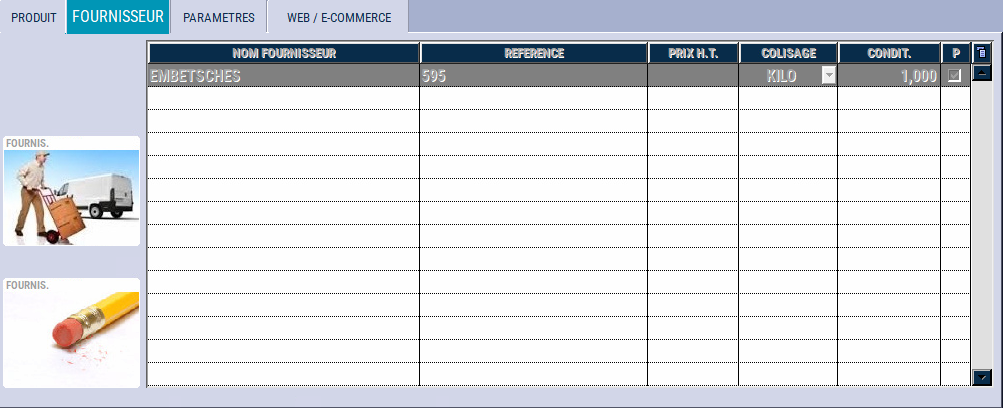 PRODUIT FOURNISSEUR PARAMETRES WEB / E-COMMERCE
NOM FOURNISSEUR REFERENCE PRIX H.T. COLISAGE CONDIT. P
EMBETSCHES 595 KILO 1,000
FOURNIS.
FOURNIS.